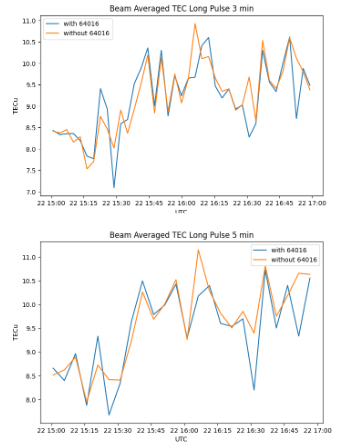 Beam Averaged TEC Long Pulse 3 min
with 64016
without 64016
11.0
10.5
10.0
9.5
9.0
8.5
8.0
7.5
7.0
TECu
22 15:00 22 15:15 22 15:30 22 15:45 22 16:00 22 16:15 22 16:30 22 16:45 22 17:00
UTC
Beam Averaged TEC Long Pulse 5 min
with 64016
without 64016
11.0
10.5
10.0
9.5
9.0
8.5
8.0
TECu
22 15:00 22 15:15 22 15:30 22 15:45 22 16:00 22 16:15 22 16:30 22 16:45 22 17:00
UTC